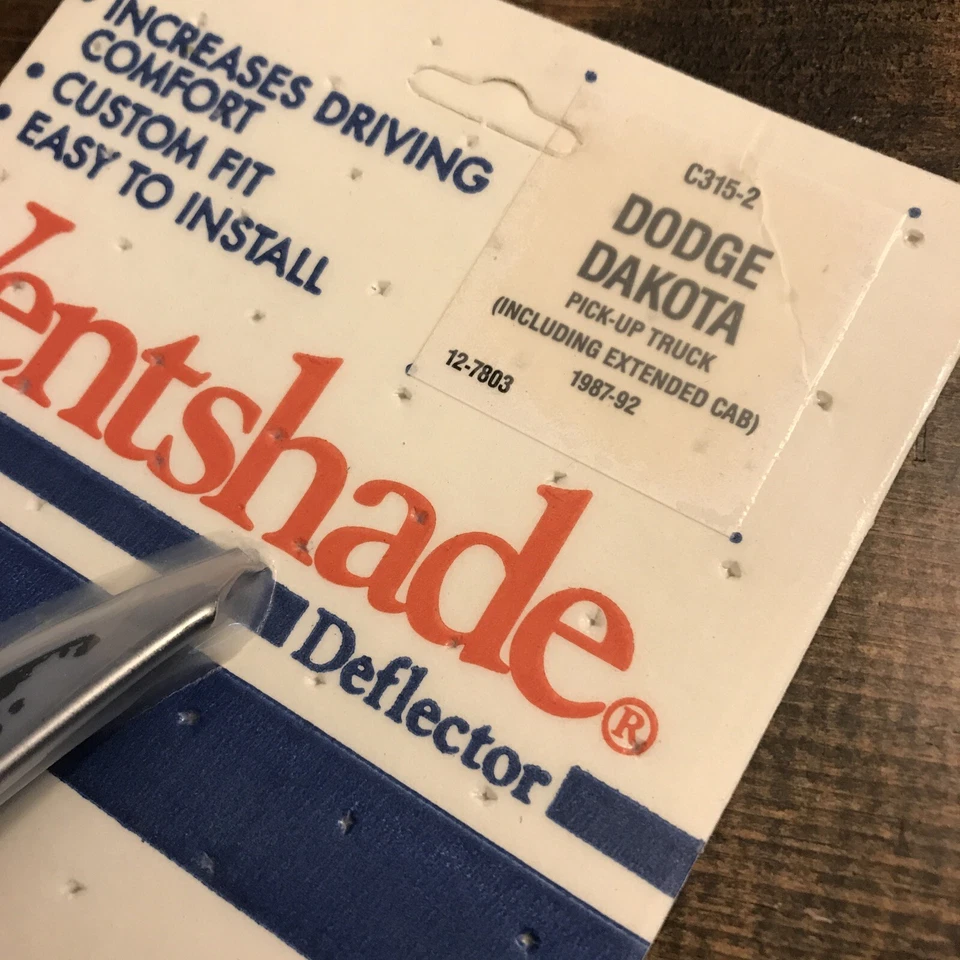 • INCREASES DRIVING
COMFORT
• CUSTOM FIT
• EASY TO INSTALL
C315-2
DODGE
DAKOTA
PICK-UP TRUCK
(INCLUDING EXTENDED CAB)
1987-92
12-7803
Ventshade®
Deflector